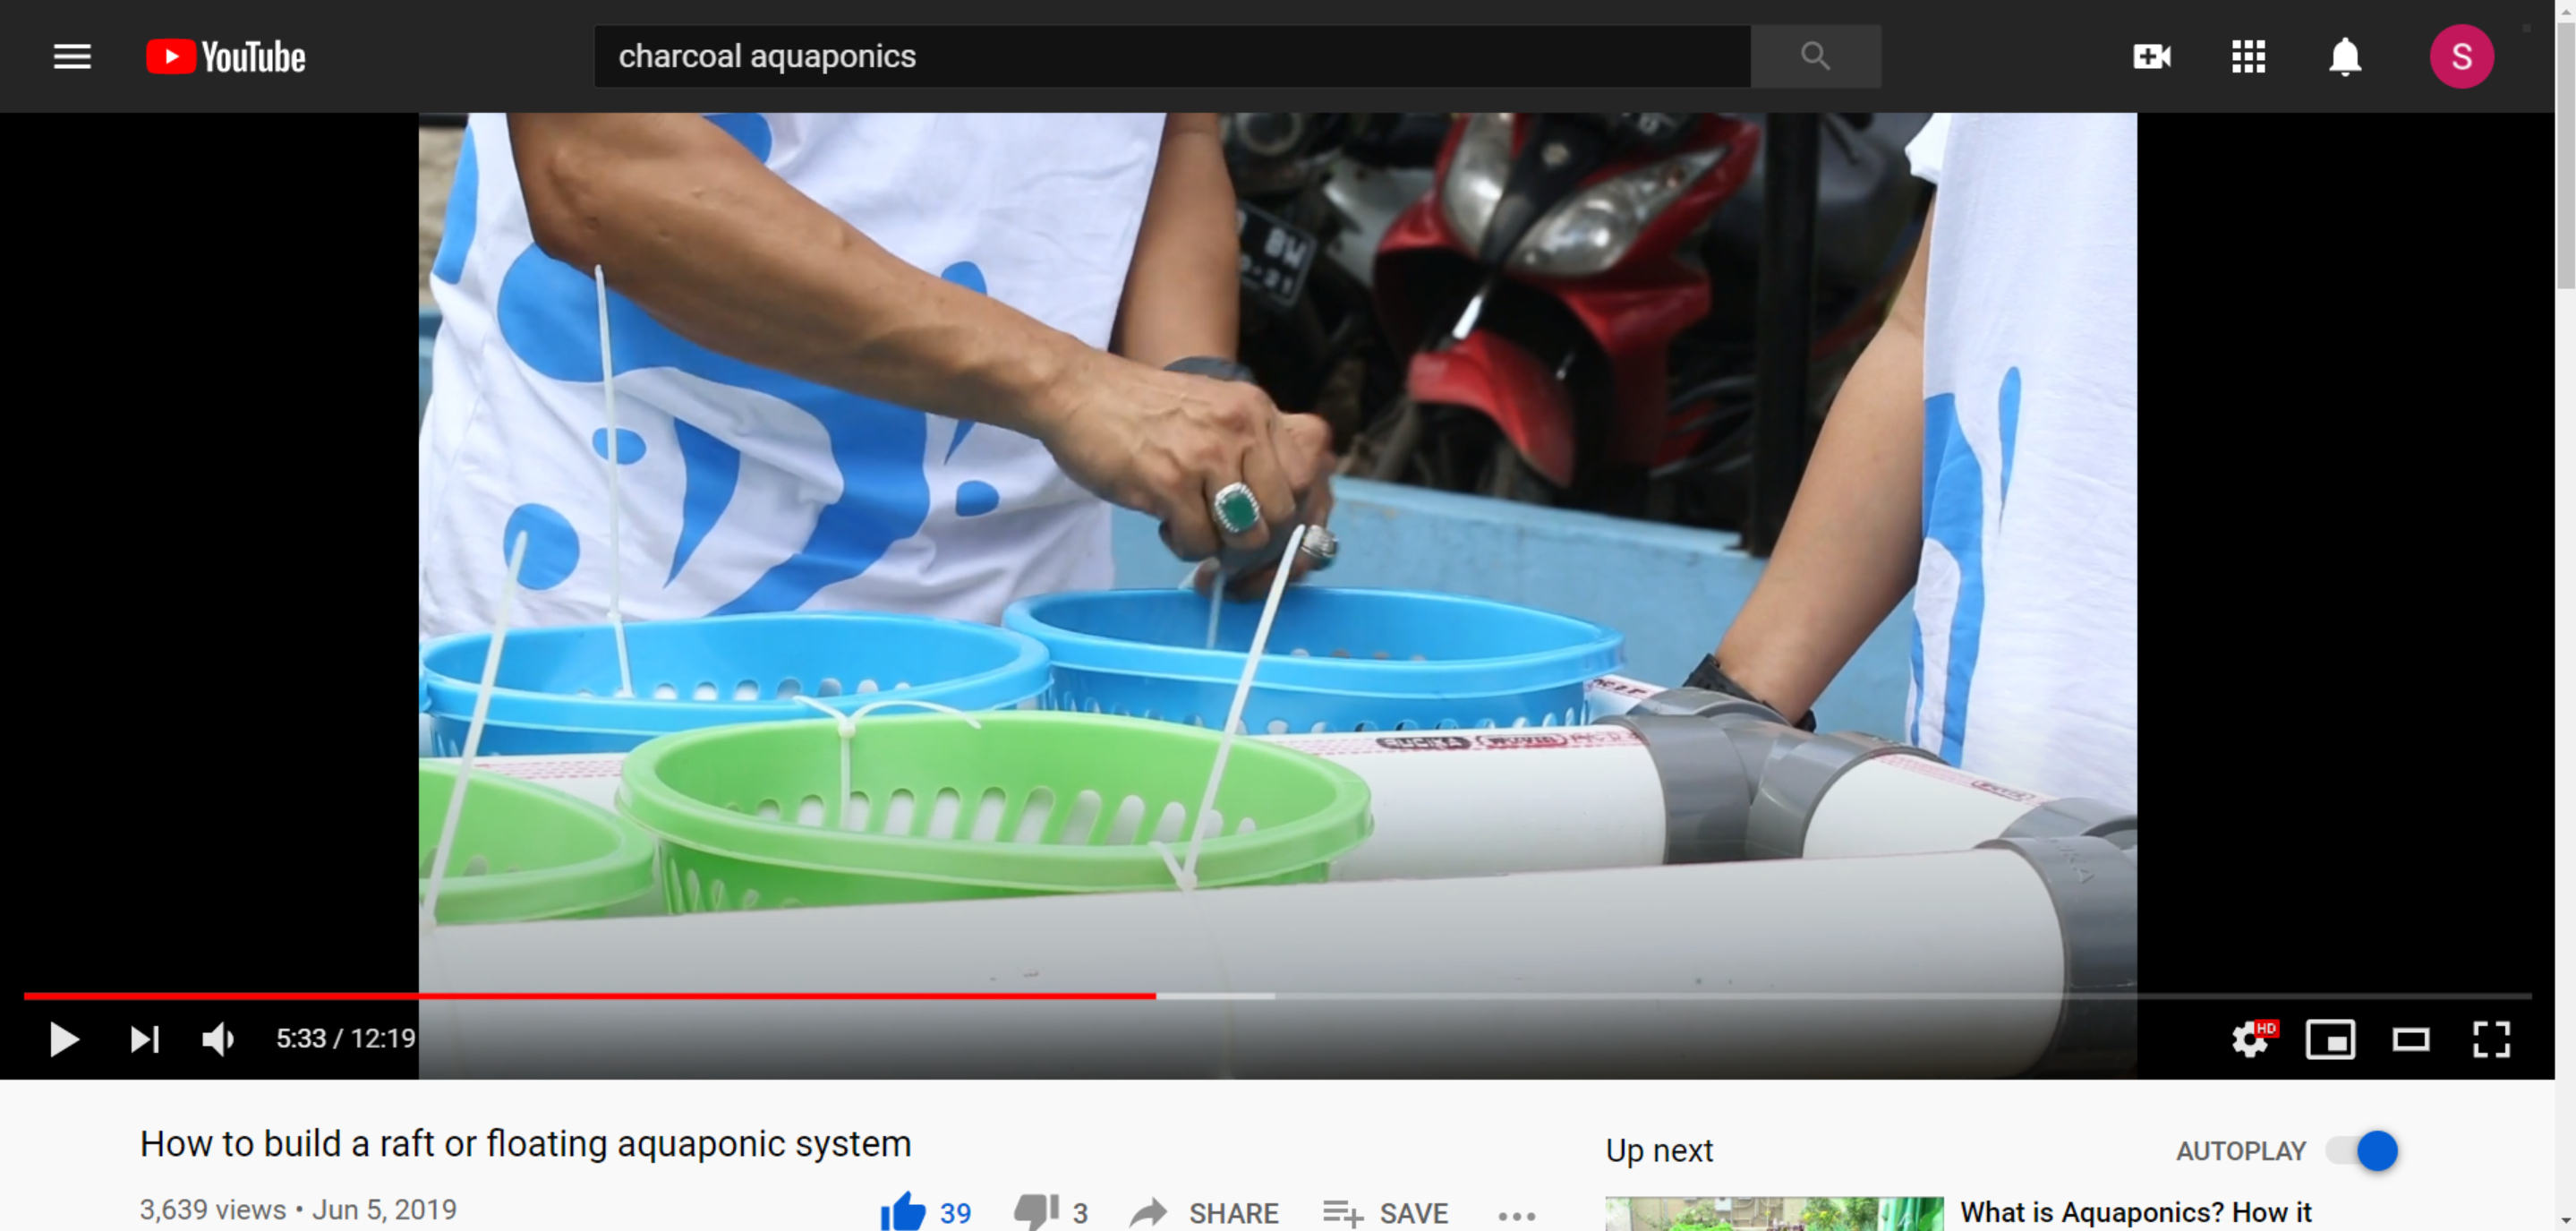 YouTube
charcoal aquaponics
S
BW
5:33 / 12:19
HD
How to build a raft or floating aquaponic system
Up next
AUTOPLAY
3,639 views • Jun 5, 2019
39
3
SHARE
SAVE
What is Aquaponics? How it